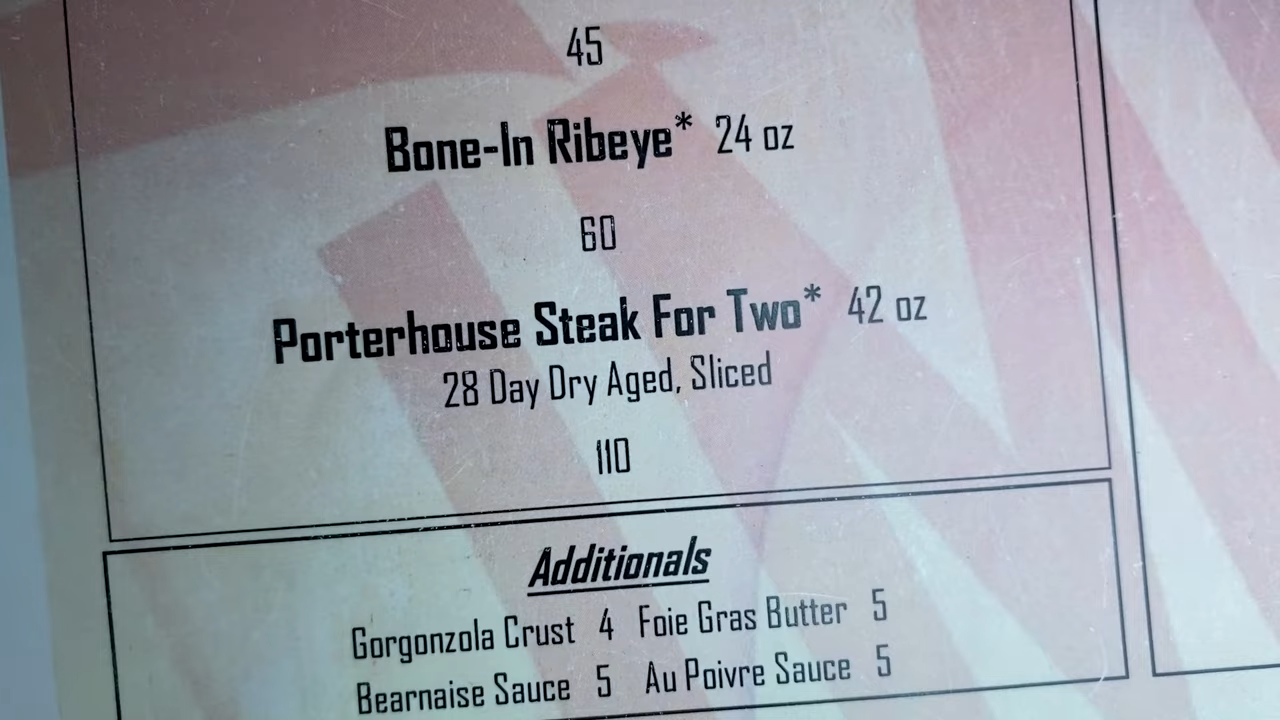 45
Bone-In Ribeye* 24 oz
60
Porterhouse Steak For Two* 42 oz
28 Day Dry Aged, Sliced
110
Additionals
Gorgonzola Crust 4 Foie Gras Butter 5
Bearnaise Sauce 5 Au Poivre Sauce 5